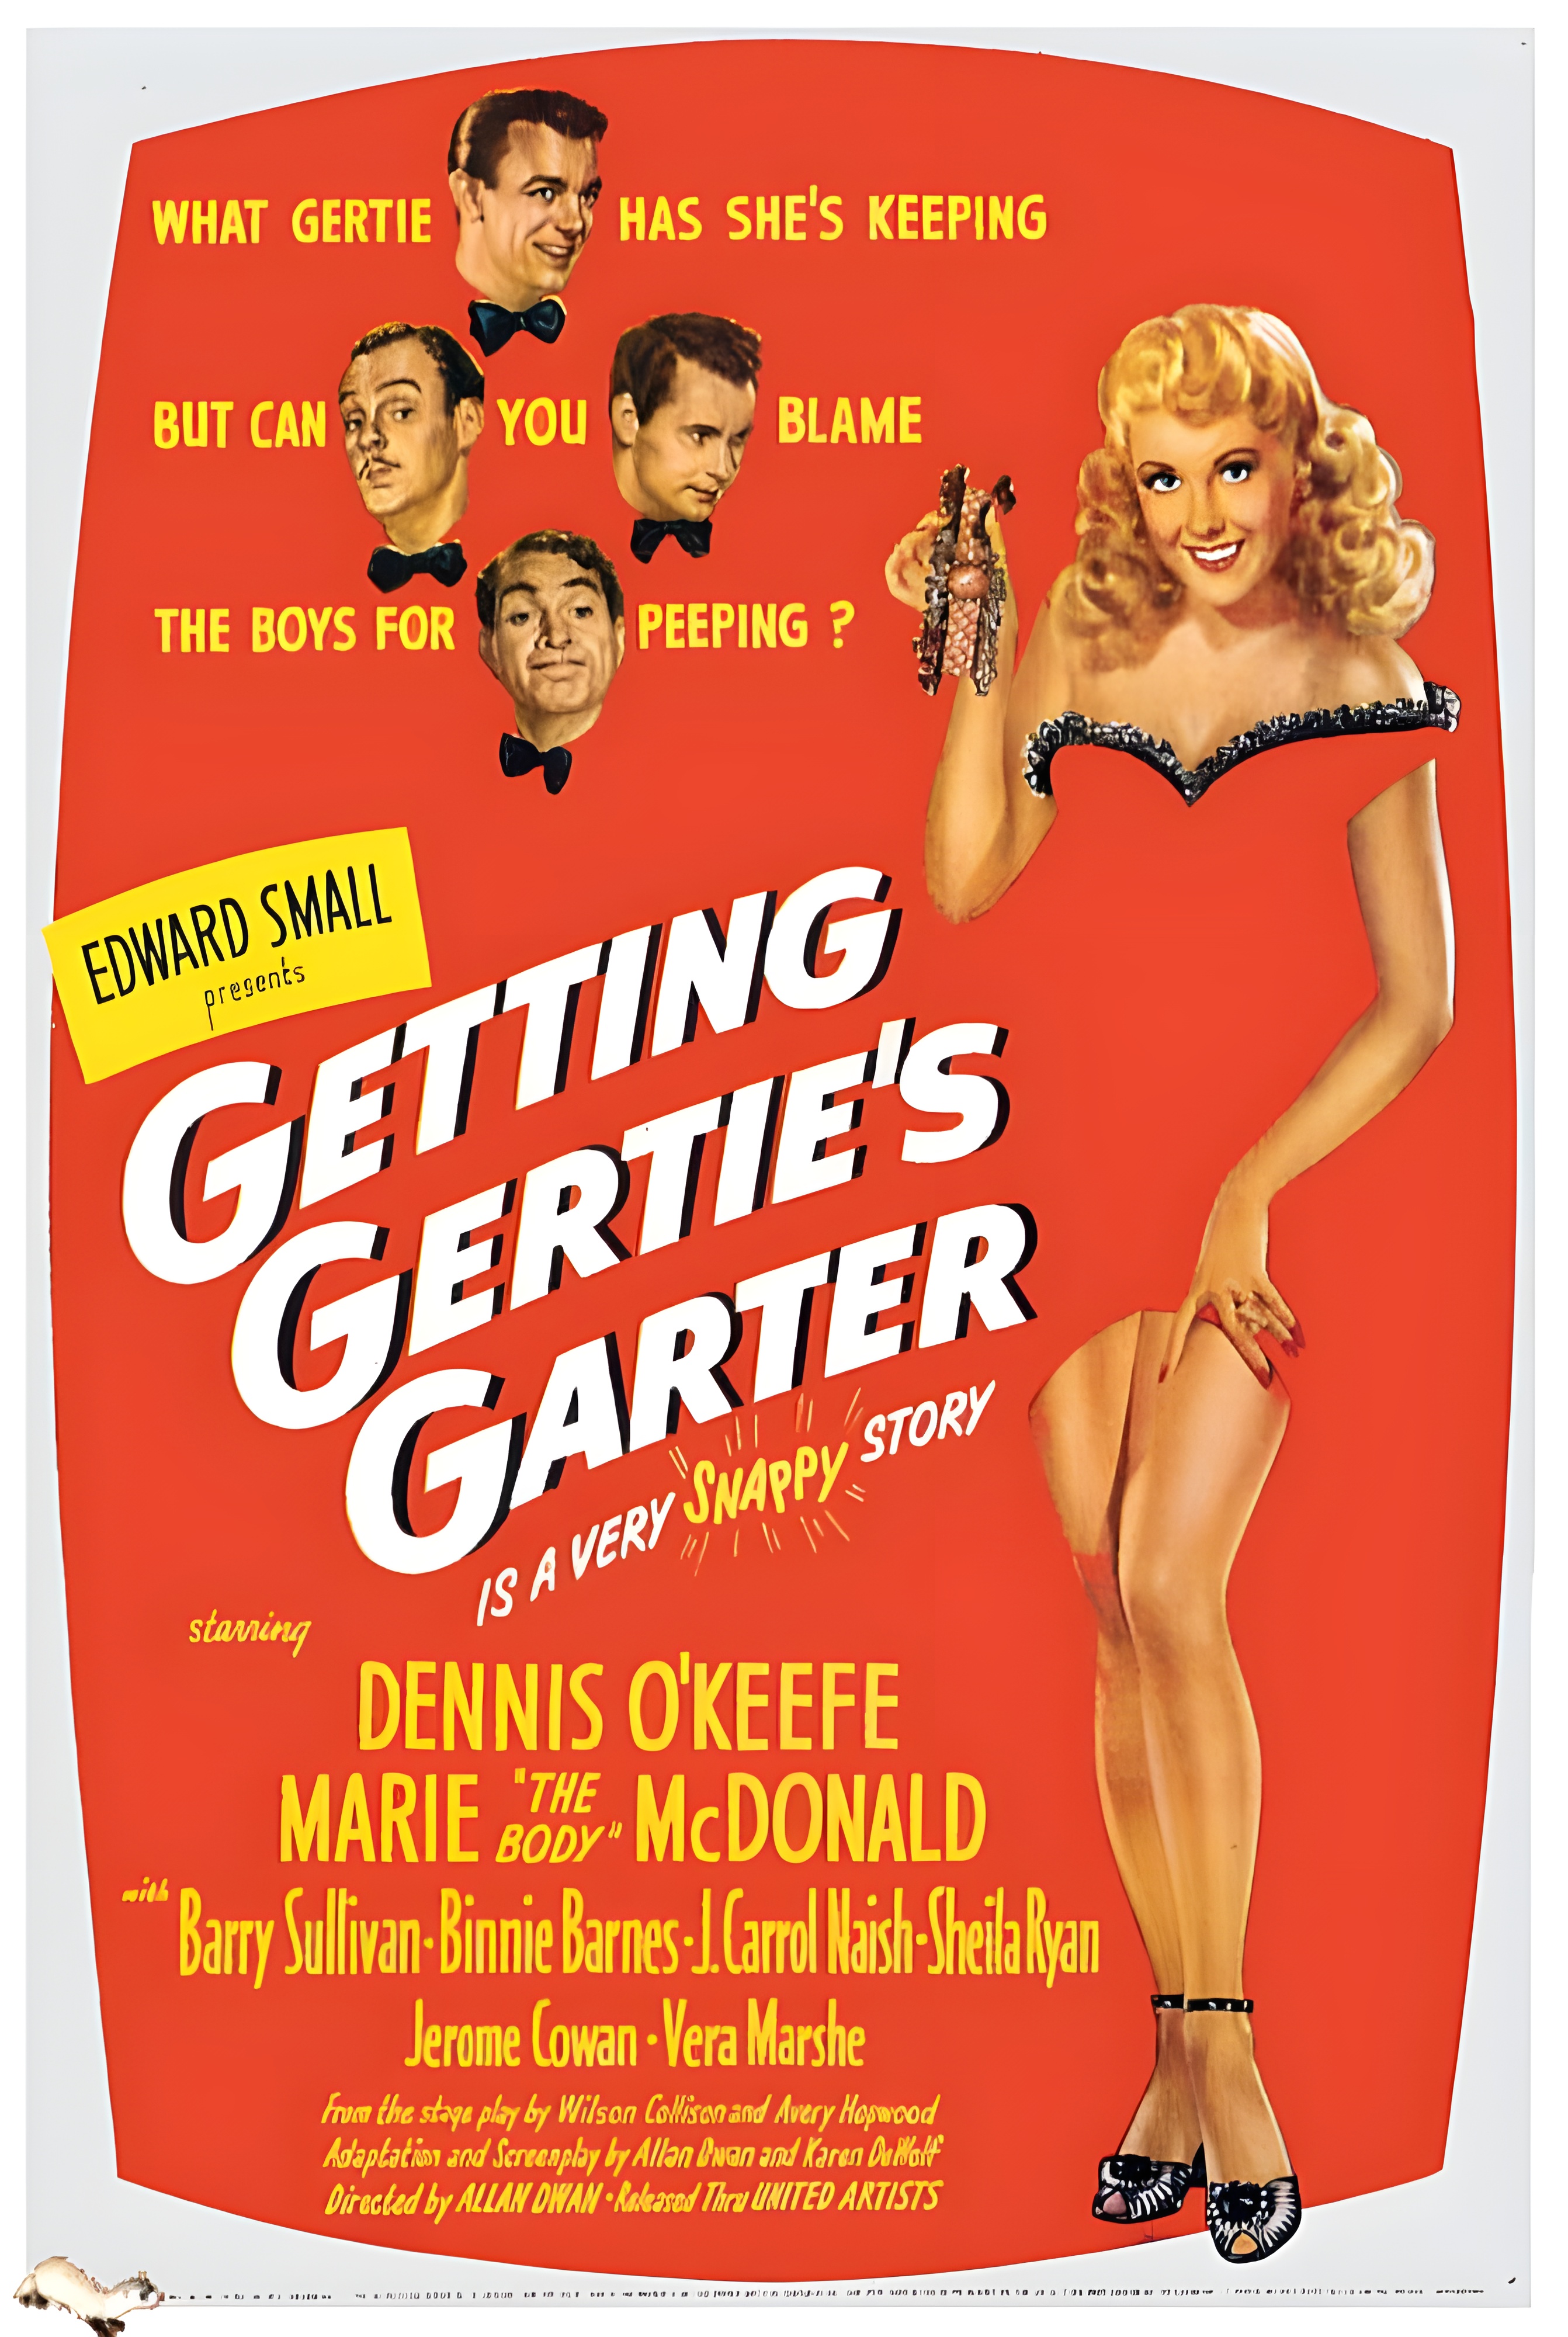 WHAT GERTIE HAS SHE'S KEEPING
BUT CAN YOU BLAME
THE BOYS FOR PEEPING ?
EDWARD SMALL
presents
GETTING
GERTIE'S
GARTER
IS A VERY "SNAPPY" STORY
starring
DENNIS O'KEEFE
MARIE "THE BODY" McDONALD
with Barry Sullivan · Binnie Barnes · J. Carrol Naish - Sheila Ryan
Jerome Cowan · Vera Marshe
From the stage play by Wilson Collison and Avery Hopwood
Adaptation and Screenplay by Allan Dwan and Karen DeWolf
Directed by ALLAN DWAN · Released Thru UNITED ARTISTS